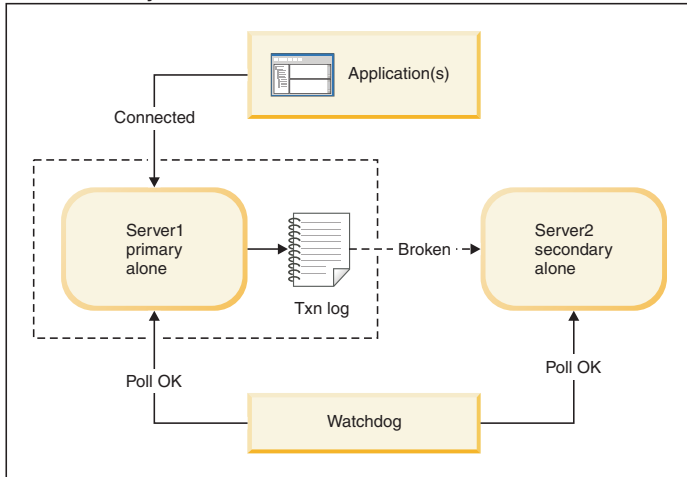 Application(s)
Connected
Server1
primary
alone
Txn log
Broken
Server2
secondary
alone
Poll OK
Poll OK
Watchdog